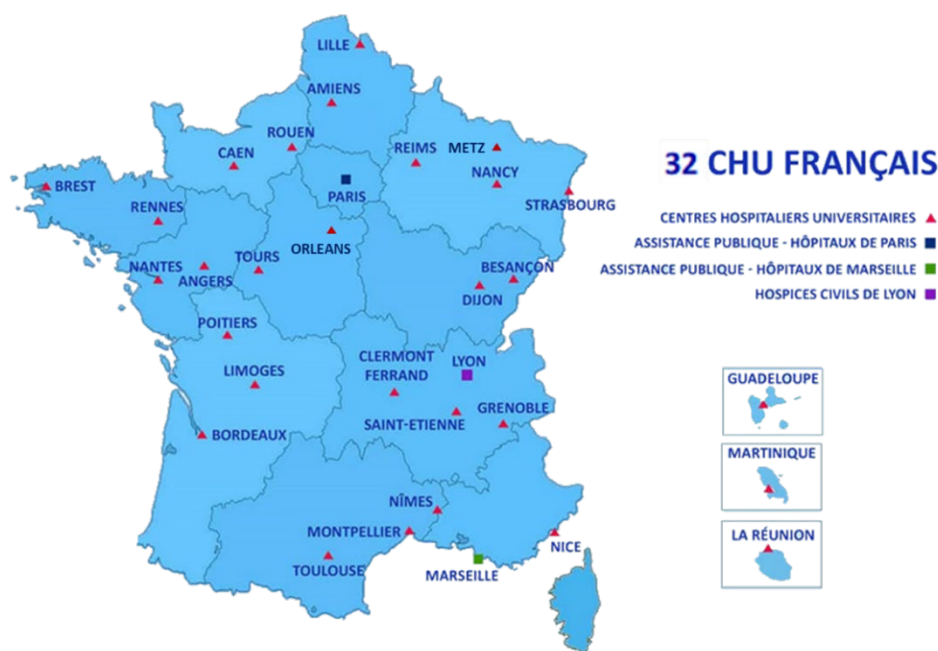 LILLE
AMIENS
ROUEN
CAEN
REIMS
METZ
NANCY
STRASBOURG
BREST
PARIS
RENNES
ORLEANS
NANTES
ANGERS
TOURS
BESANÇON
DIJON
POITIERS
LIMOGES
CLERMONT
FERRAND
LYON
SAINT-ETIENNE
GRENOBLE
BORDEAUX
NÎMES
MONTPELLIER
TOULOUSE
MARSEILLE
NICE
32 CHU FRANÇAIS
CENTRES HOSPITALIERS UNIVERSITAIRES
ASSISTANCE PUBLIQUE - HÔPITAUX DE PARIS
ASSISTANCE PUBLIQUE - HÔPITAUX DE MARSEILLE
HOSPICES CIVILS DE LYON
GUADELOUPE
MARTINIQUE
LA RÉUNION